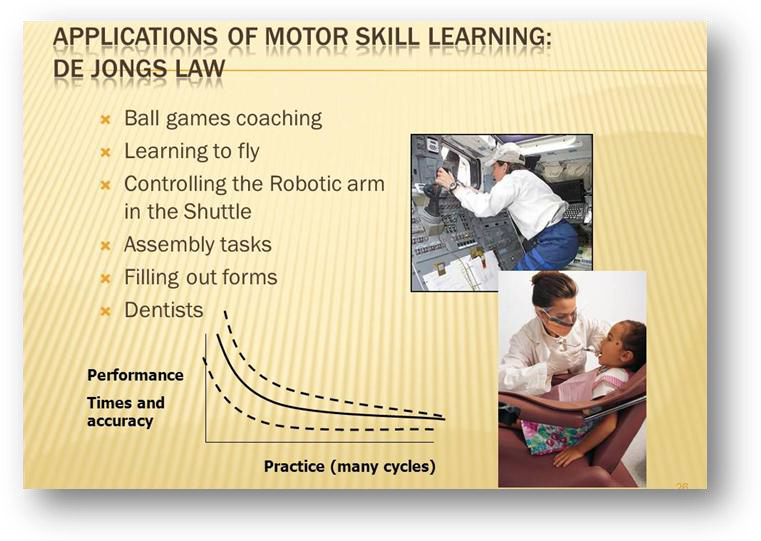 APPLICATIONS OF MOTOR SKILL LEARNING:
DE JONGS LAW
Ball games coaching
Learning to fly
Controlling the Robotic arm
in the Shuttle
Assembly tasks
Filling out forms
Dentists
Performance
Times and
accuracy
Practice (many cycles)
26